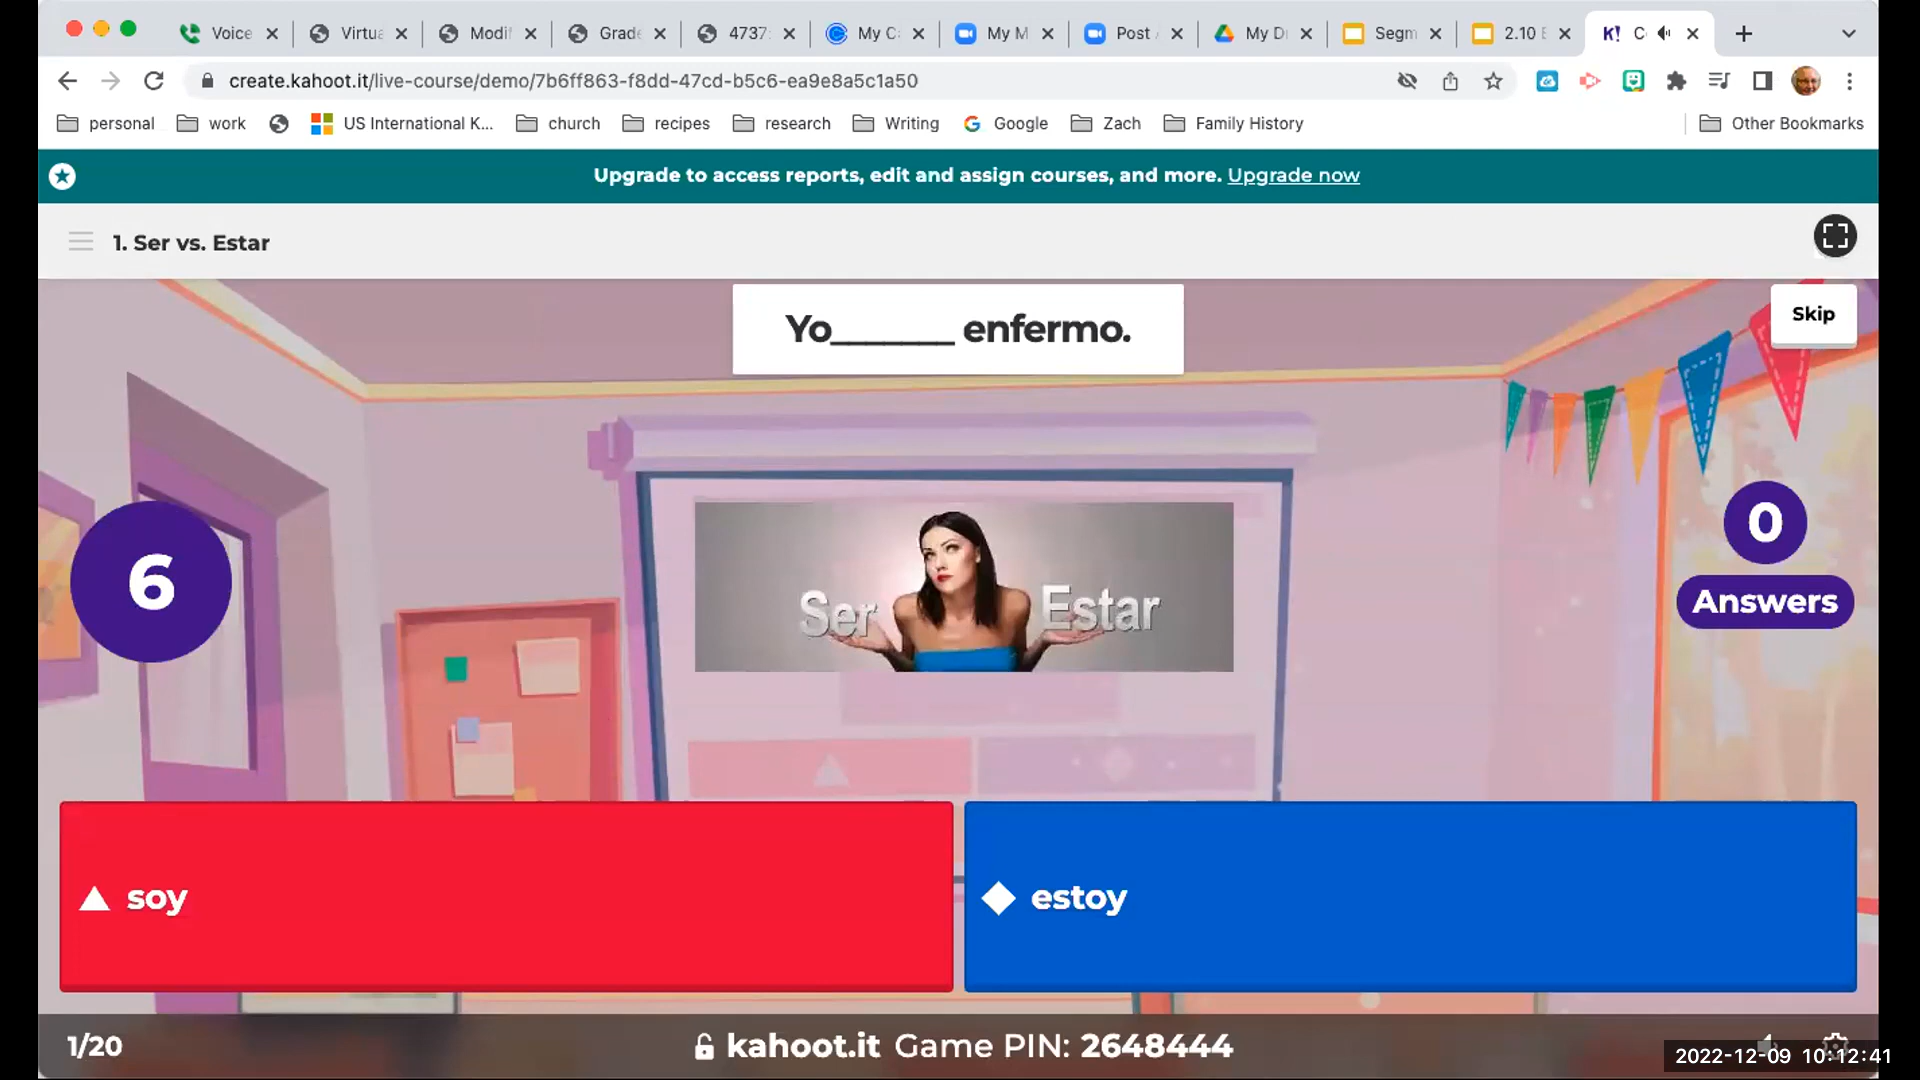 Voice
Virtua
Modif
Grade
4737
My C
My M
Post
My D
Segm
2.10 E
K! C
create.kahoot.it/live-course/demo/7b6ff863-f8dd-47cd-b5c6-ea9e8a5c1a50
personal work US International K... church recipes research Writing Google Zach Family History Other Bookmarks
Upgrade to access reports, edit and assign courses, and more. Upgrade now
1. Ser vs. Estar
Yo_______ enfermo.
Skip
6
Ser Estar
0
Answers
soy
estoy
1/20
kahoot.it Game PIN: 2648444
2022-12-09 10:12:41